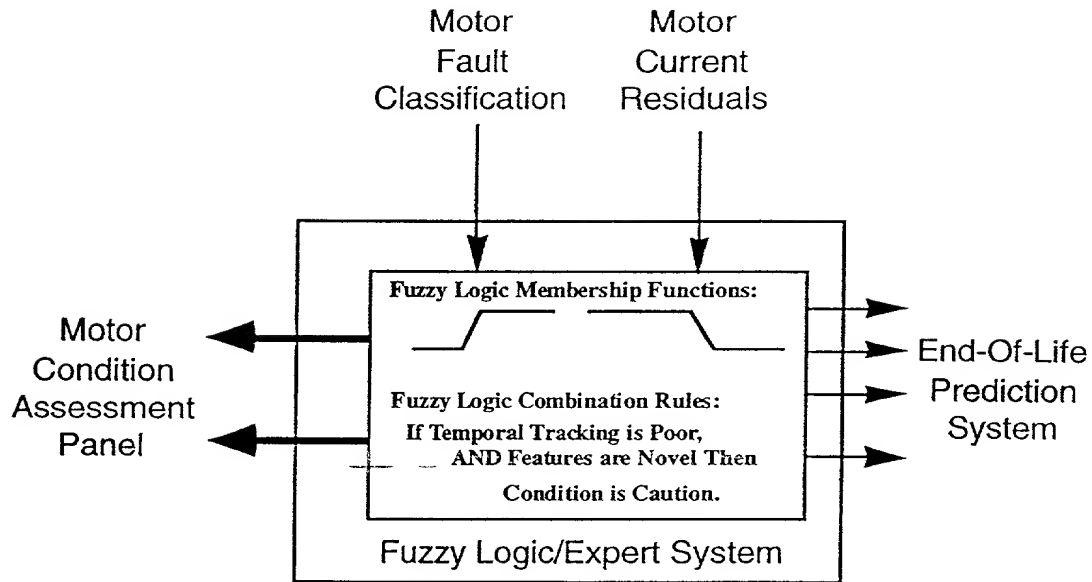 Motor
Fault
Classification
Motor
Current
Residuals
Fuzzy Logic Membership Functions:
Fuzzy Logic Combination Rules:
If Temporal Tracking is Poor,
AND Features are Novel Then
Condition is Caution.
Fuzzy Logic/Expert System
Motor
Condition
Assessment
Panel
End-Of-Life
Prediction
System